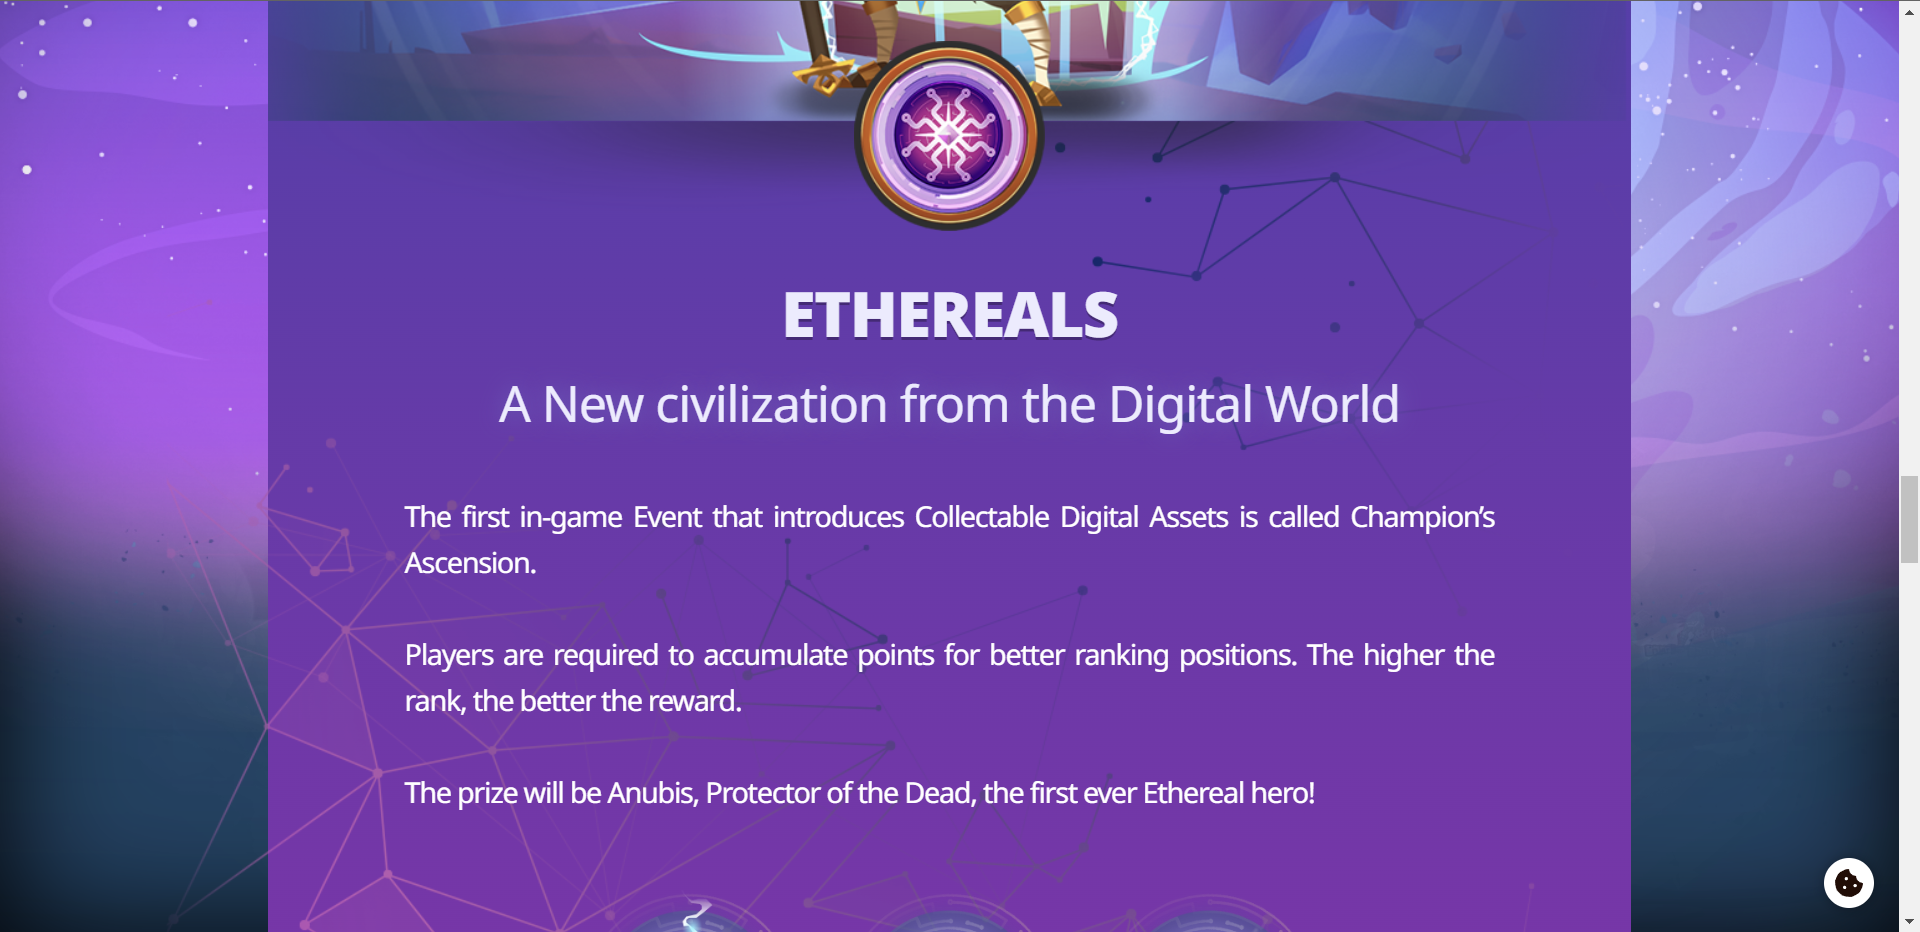 ETHEREALS
A New civilization from the Digital World
The first in-game Event that introduces Collectable Digital Assets is called Champion’s
Ascension.
Players are required to accumulate points for better ranking positions. The higher the
rank, the better the reward.
The prize will be Anubis, Protector of the Dead, the first ever Ethereal hero!